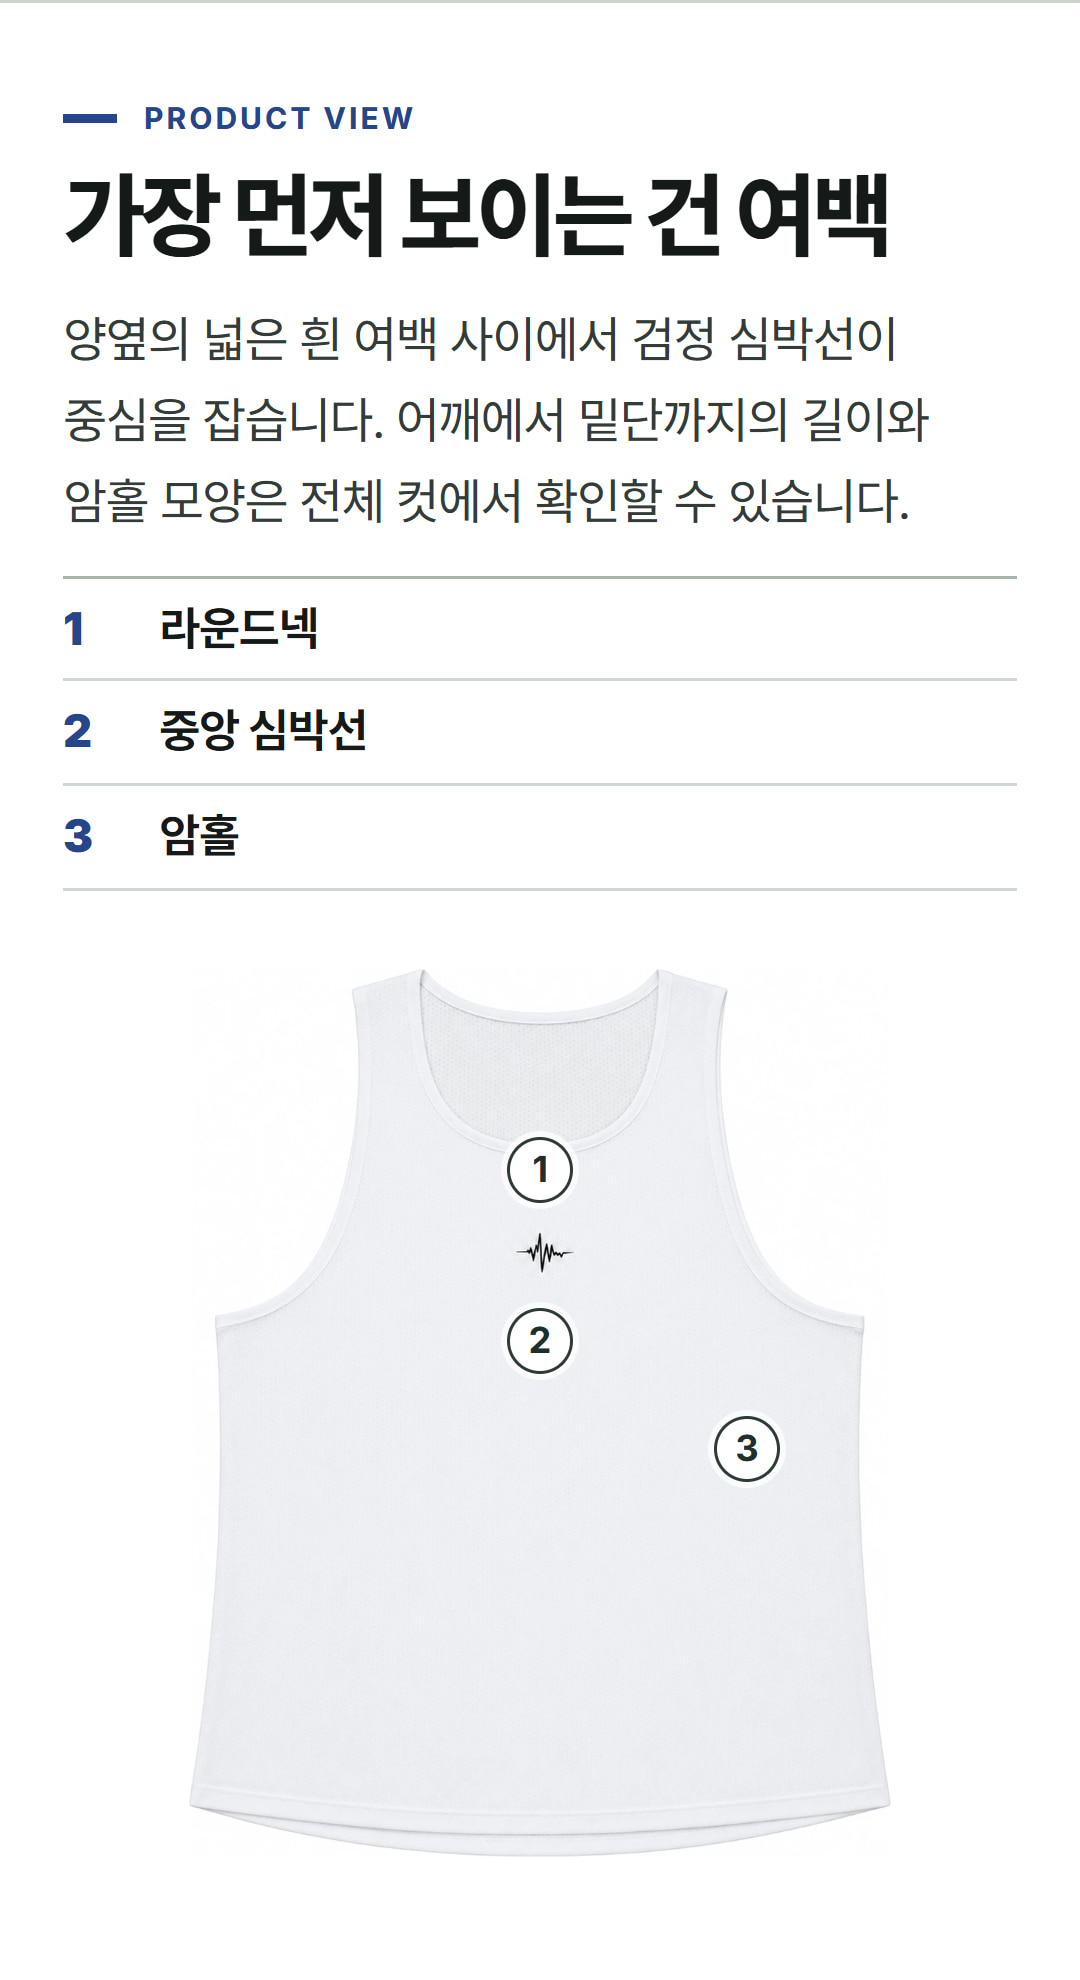 PRODUCT VIEW
가장 먼저 보이는 건 여백
양옆의 넓은 흰 여백 사이에서 검정 심박선이
중심을 잡습니다. 어깨에서 밑단까지의 길이와
암홀 모양은 전체 컷에서 확인할 수 있습니다.
1 라운드넥
2 중앙 심박선
3 암홀
1
2
3